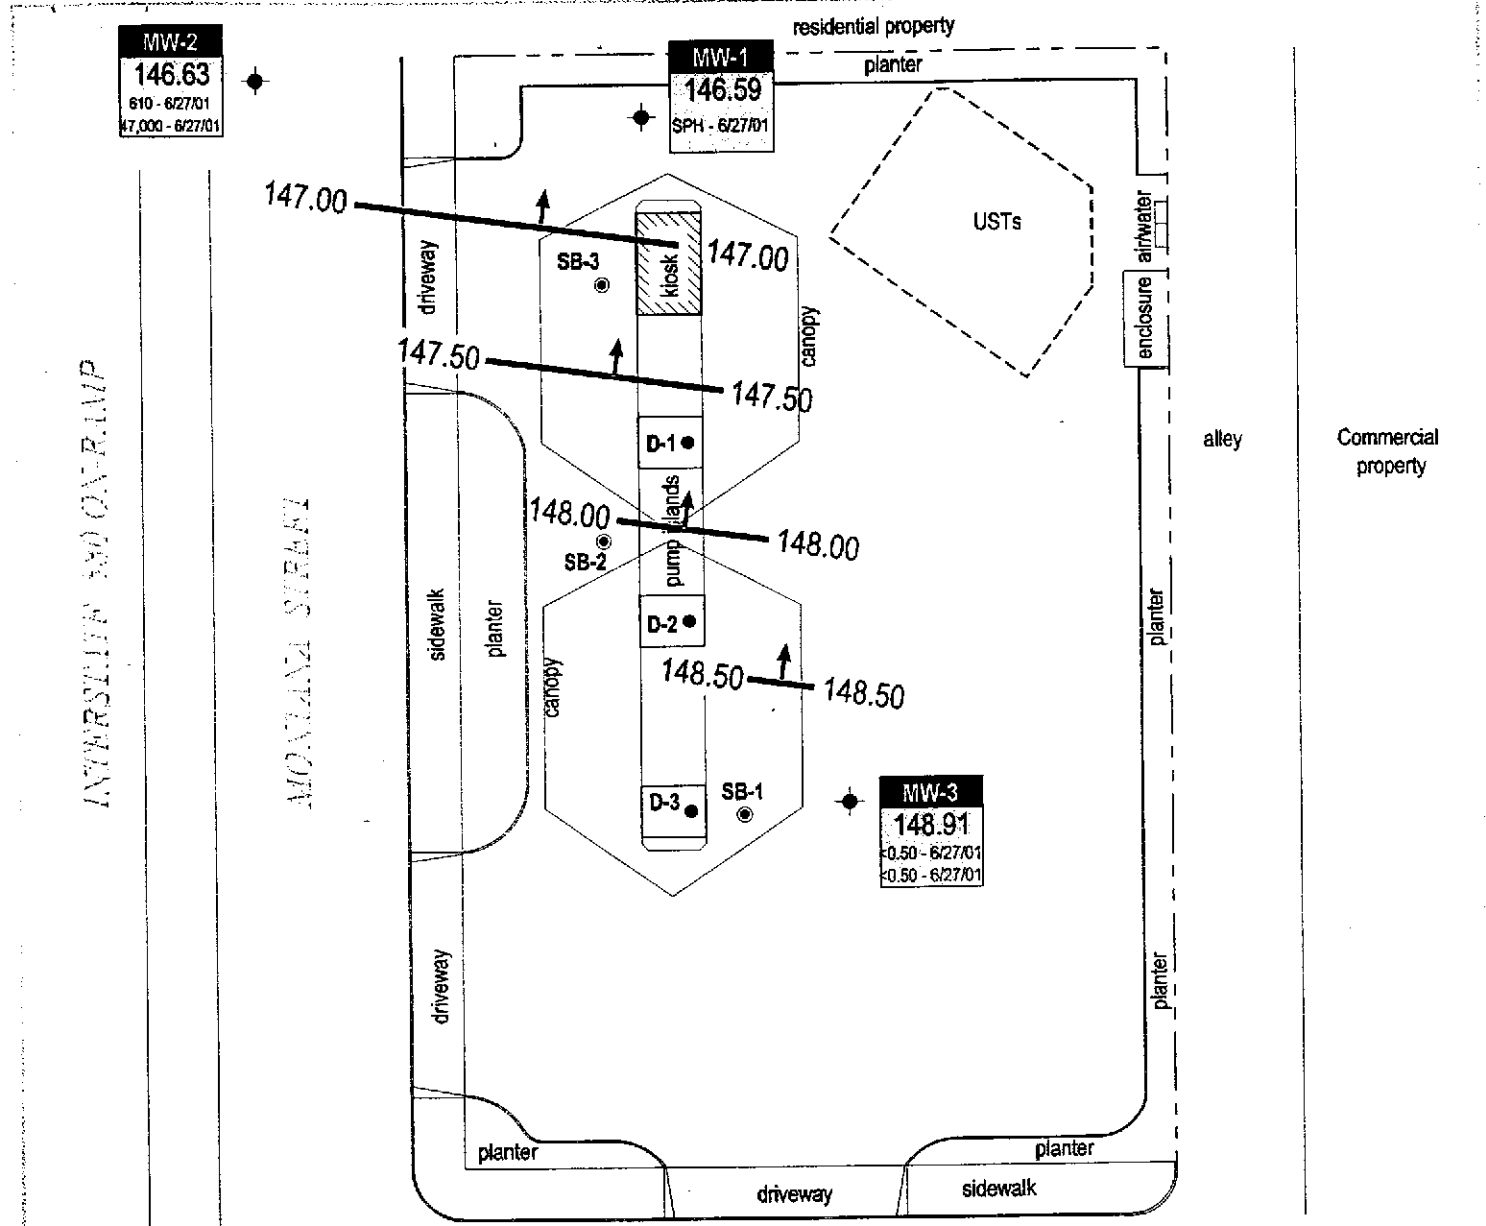 residential property
MW-2
146.63
610 - 6/27/01
47,000 - 6/27/01
MW-1
146.59
SPH - 6/27/01
planter
USTs
air/water
enclosure
147.00
147.00
driveway
SB-3
kiosk
canopy
147.50
147.50
D-1
alley
Commercial
property
INTERSTATE 580 ON-RAMP
MONTANA STREET
148.00
148.00
SB-2
pump islands
sidewalk
planter
D-2
planter
canopy
148.50
148.50
D-3
SB-1
MW-3
148.91
<0.50 - 6/27/01
<0.50 - 6/27/01
driveway
planter
planter
planter
driveway
sidewalk